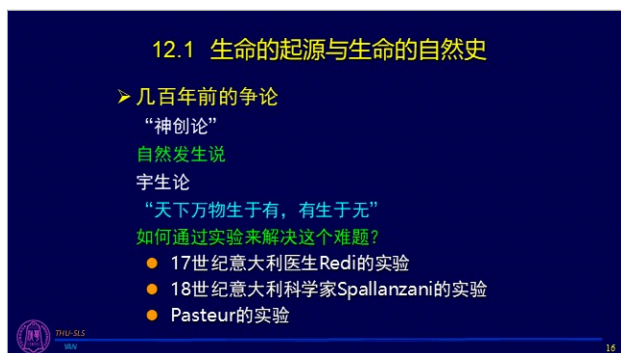 12.1 生命的起源与生命的自然史
➢几百年前的争论
“神创论”
自然发生说
宇生论
“天下万物生于有，有生于无”
如何通过实验来解决这个难题？
● 17世纪意大利医生Redi的实验
● 18世纪意大利科学家Spallanzani的实验
● Pasteur的实验
THU-SLS
YAN
16